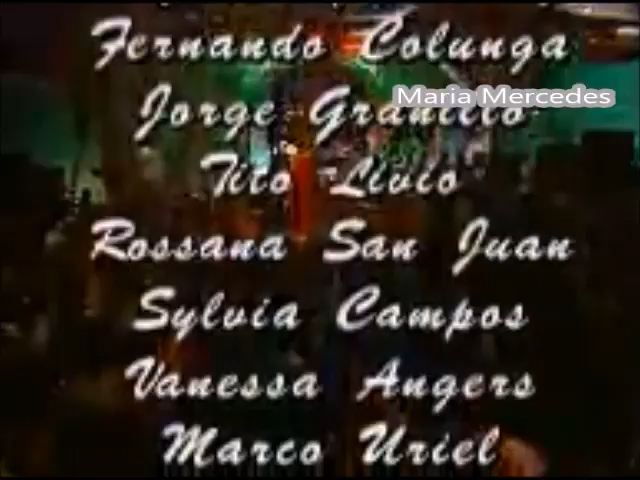 Fernando Colunga
Maria Mercedes
Jorge Granillo
Tito Livio
Rossana San Juan
Sylvia Campos
Vanessa Angers
Marco Uriel